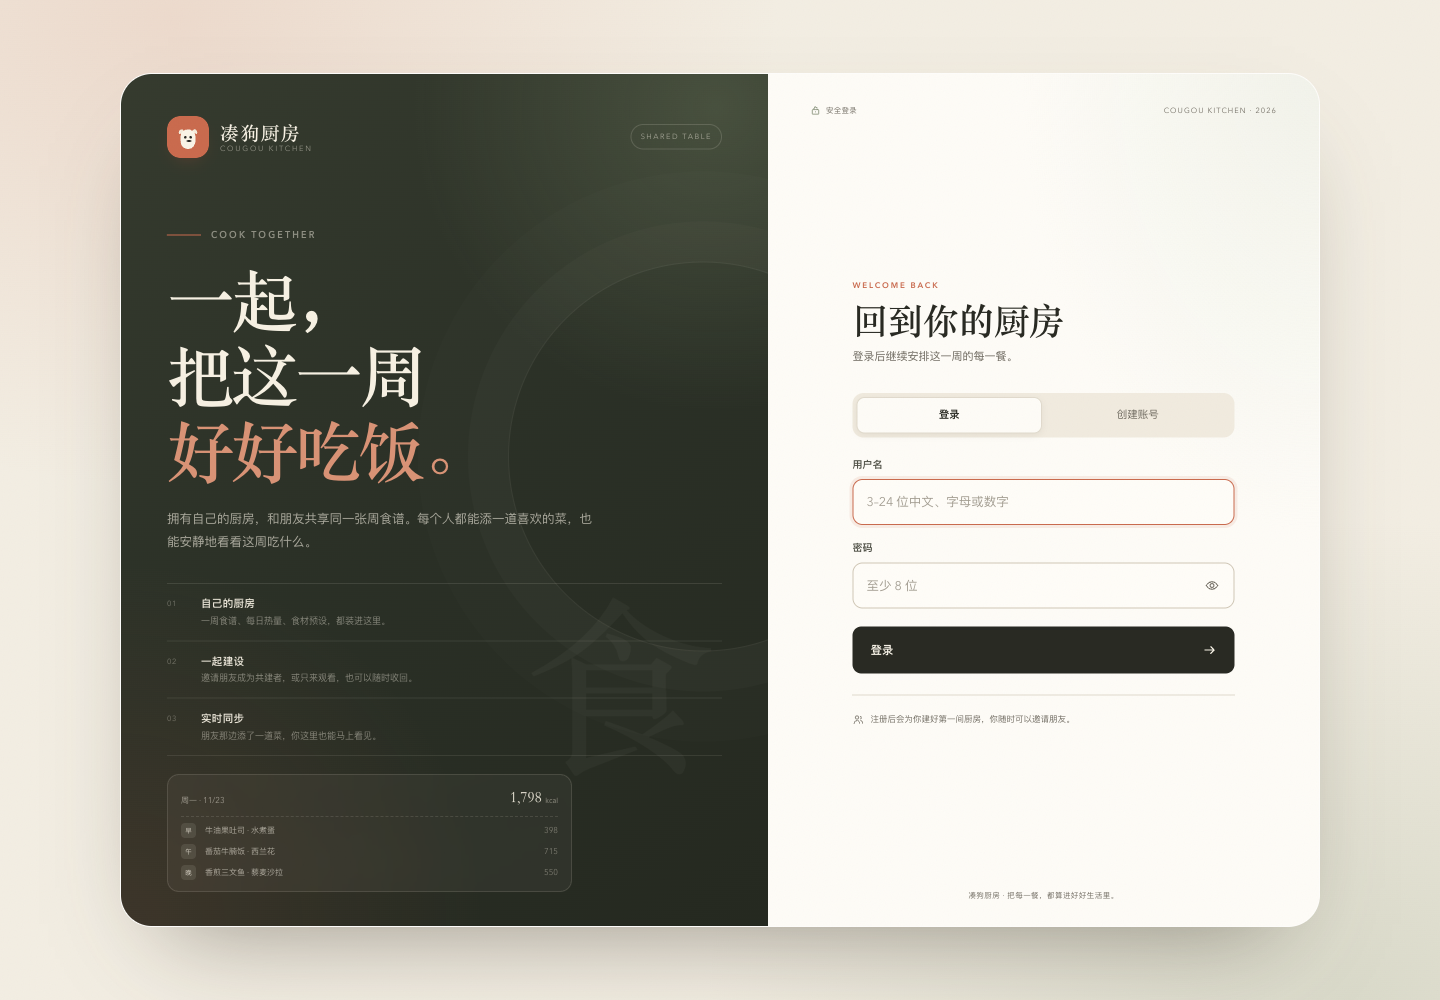 凑狗厨房
COUGOU KITCHEN
SHARED TABLE
COOK TOGETHER
一起，
把这一周
好好吃饭。
拥有自己的厨房，和朋友共享同一张周食谱。每个人都能添一道喜欢的菜，也
能安静地看看这周吃什么。
01 自己的厨房
一周食谱、每日热量、食材预设，都装进这里。
02 一起建设
邀请朋友成为共建者，或只来观看，也可以随时收回。
03 实时同步
朋友那边添了一道菜，你这里也能马上看见。
食
周一 · 11/23 1,798 kcal
早 牛油果吐司 · 水煮蛋 398
午 番茄牛腩饭 · 西兰花 715
晚 香煎三文鱼 · 藜麦沙拉 550
安全登录
COUGOU KITCHEN · 2026
WELCOME BACK
回到你的厨房
登录后继续安排这一周的每一餐。
登录 创建账号
用户名
3-24 位中文、字母或数字
密码
至少 8 位
登录
注册后会为你建好第一间厨房，你随时可以邀请朋友。
凑狗厨房 · 把每一餐，都算进好好生活里。